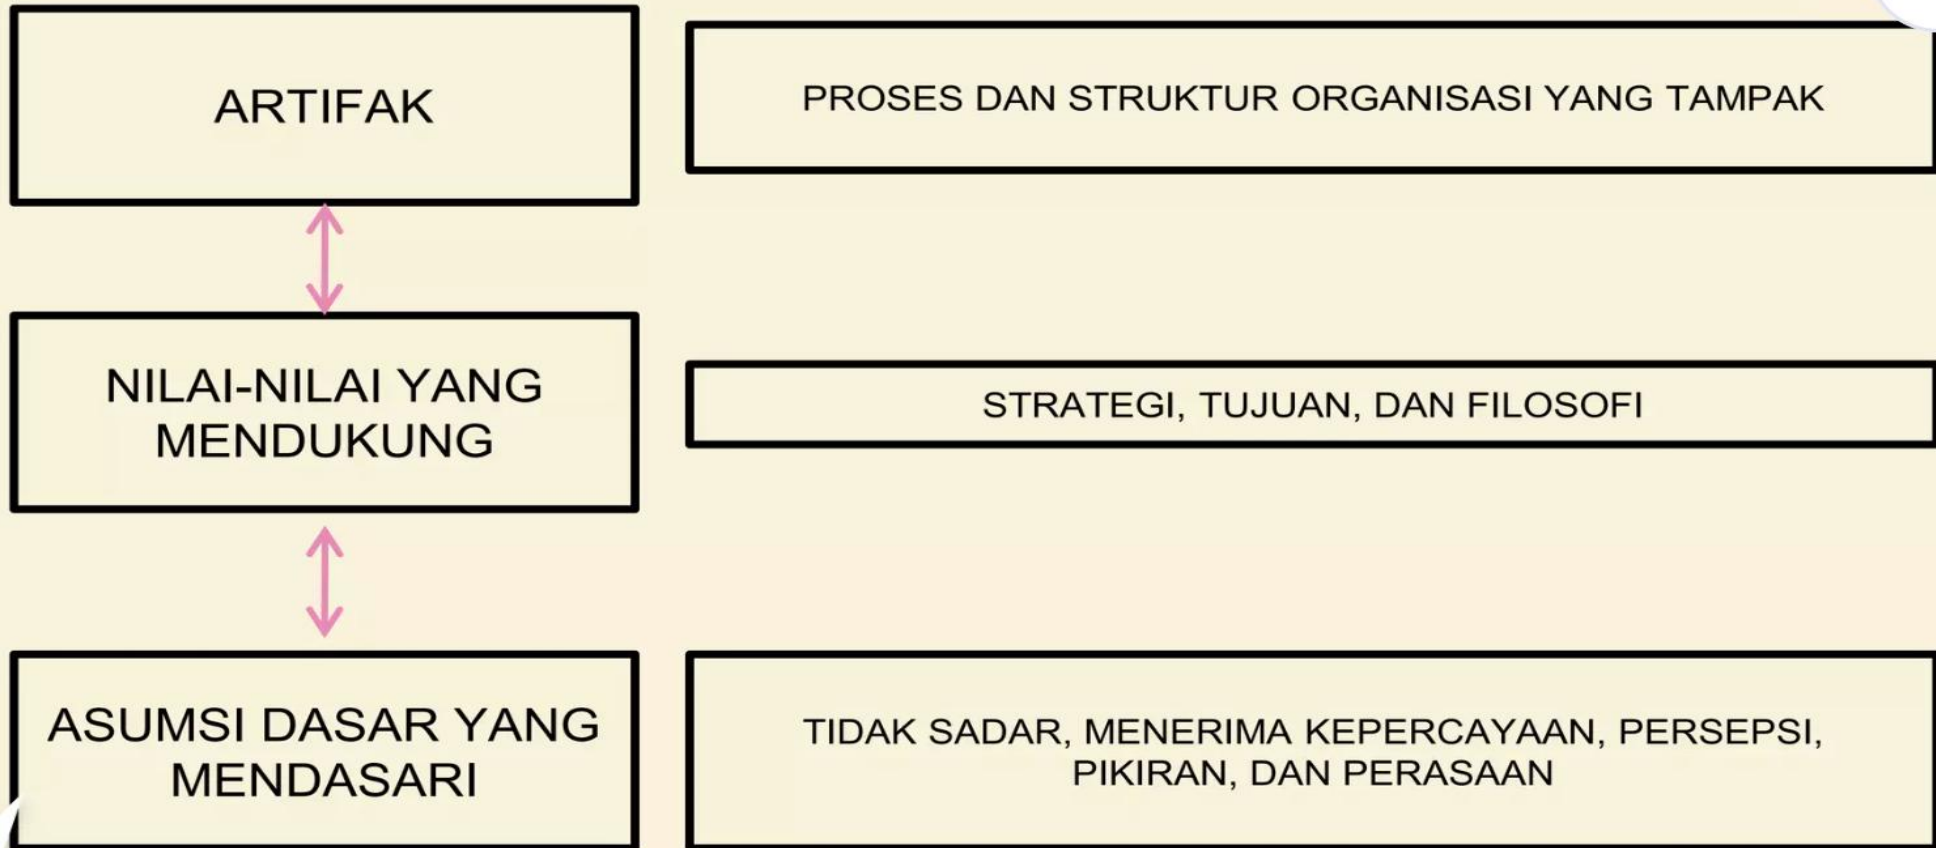 ARTIFAK
PROSES DAN STRUKTUR ORGANISASI YANG TAMPAK
NILAI-NILAI YANG
MENDUKUNG
STRATEGI, TUJUAN, DAN FILOSOFI
ASUMSI DASAR YANG
MENDASARI
TIDAK SADAR, MENERIMA KEPERCAYAAN, PERSEPSI,
PIKIRAN, DAN PERASAAN